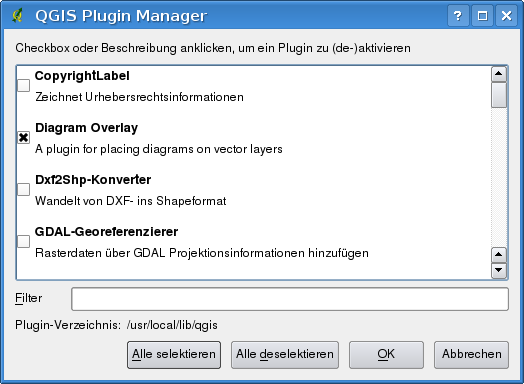 QGIS Plugin Manager
Checkbox oder Beschreibung anklicken, um ein Plugin zu (de-)aktivieren
CopyrightLabel
Zeichnet Urhebersrechtsinformationen
Diagram Overlay
A plugin for placing diagrams on vector layers
Dxf2Shp-Konverter
Wandelt von DXF- ins Shapeformat
GDAL-Georeferenzierer
Rasterdaten über GDAL Projektionsinformationen hinzufügen
Filter
Plugin-Verzeichnis: /usr/local/lib/qgis
Alle selektieren Alle deselektieren OK Abbrechen